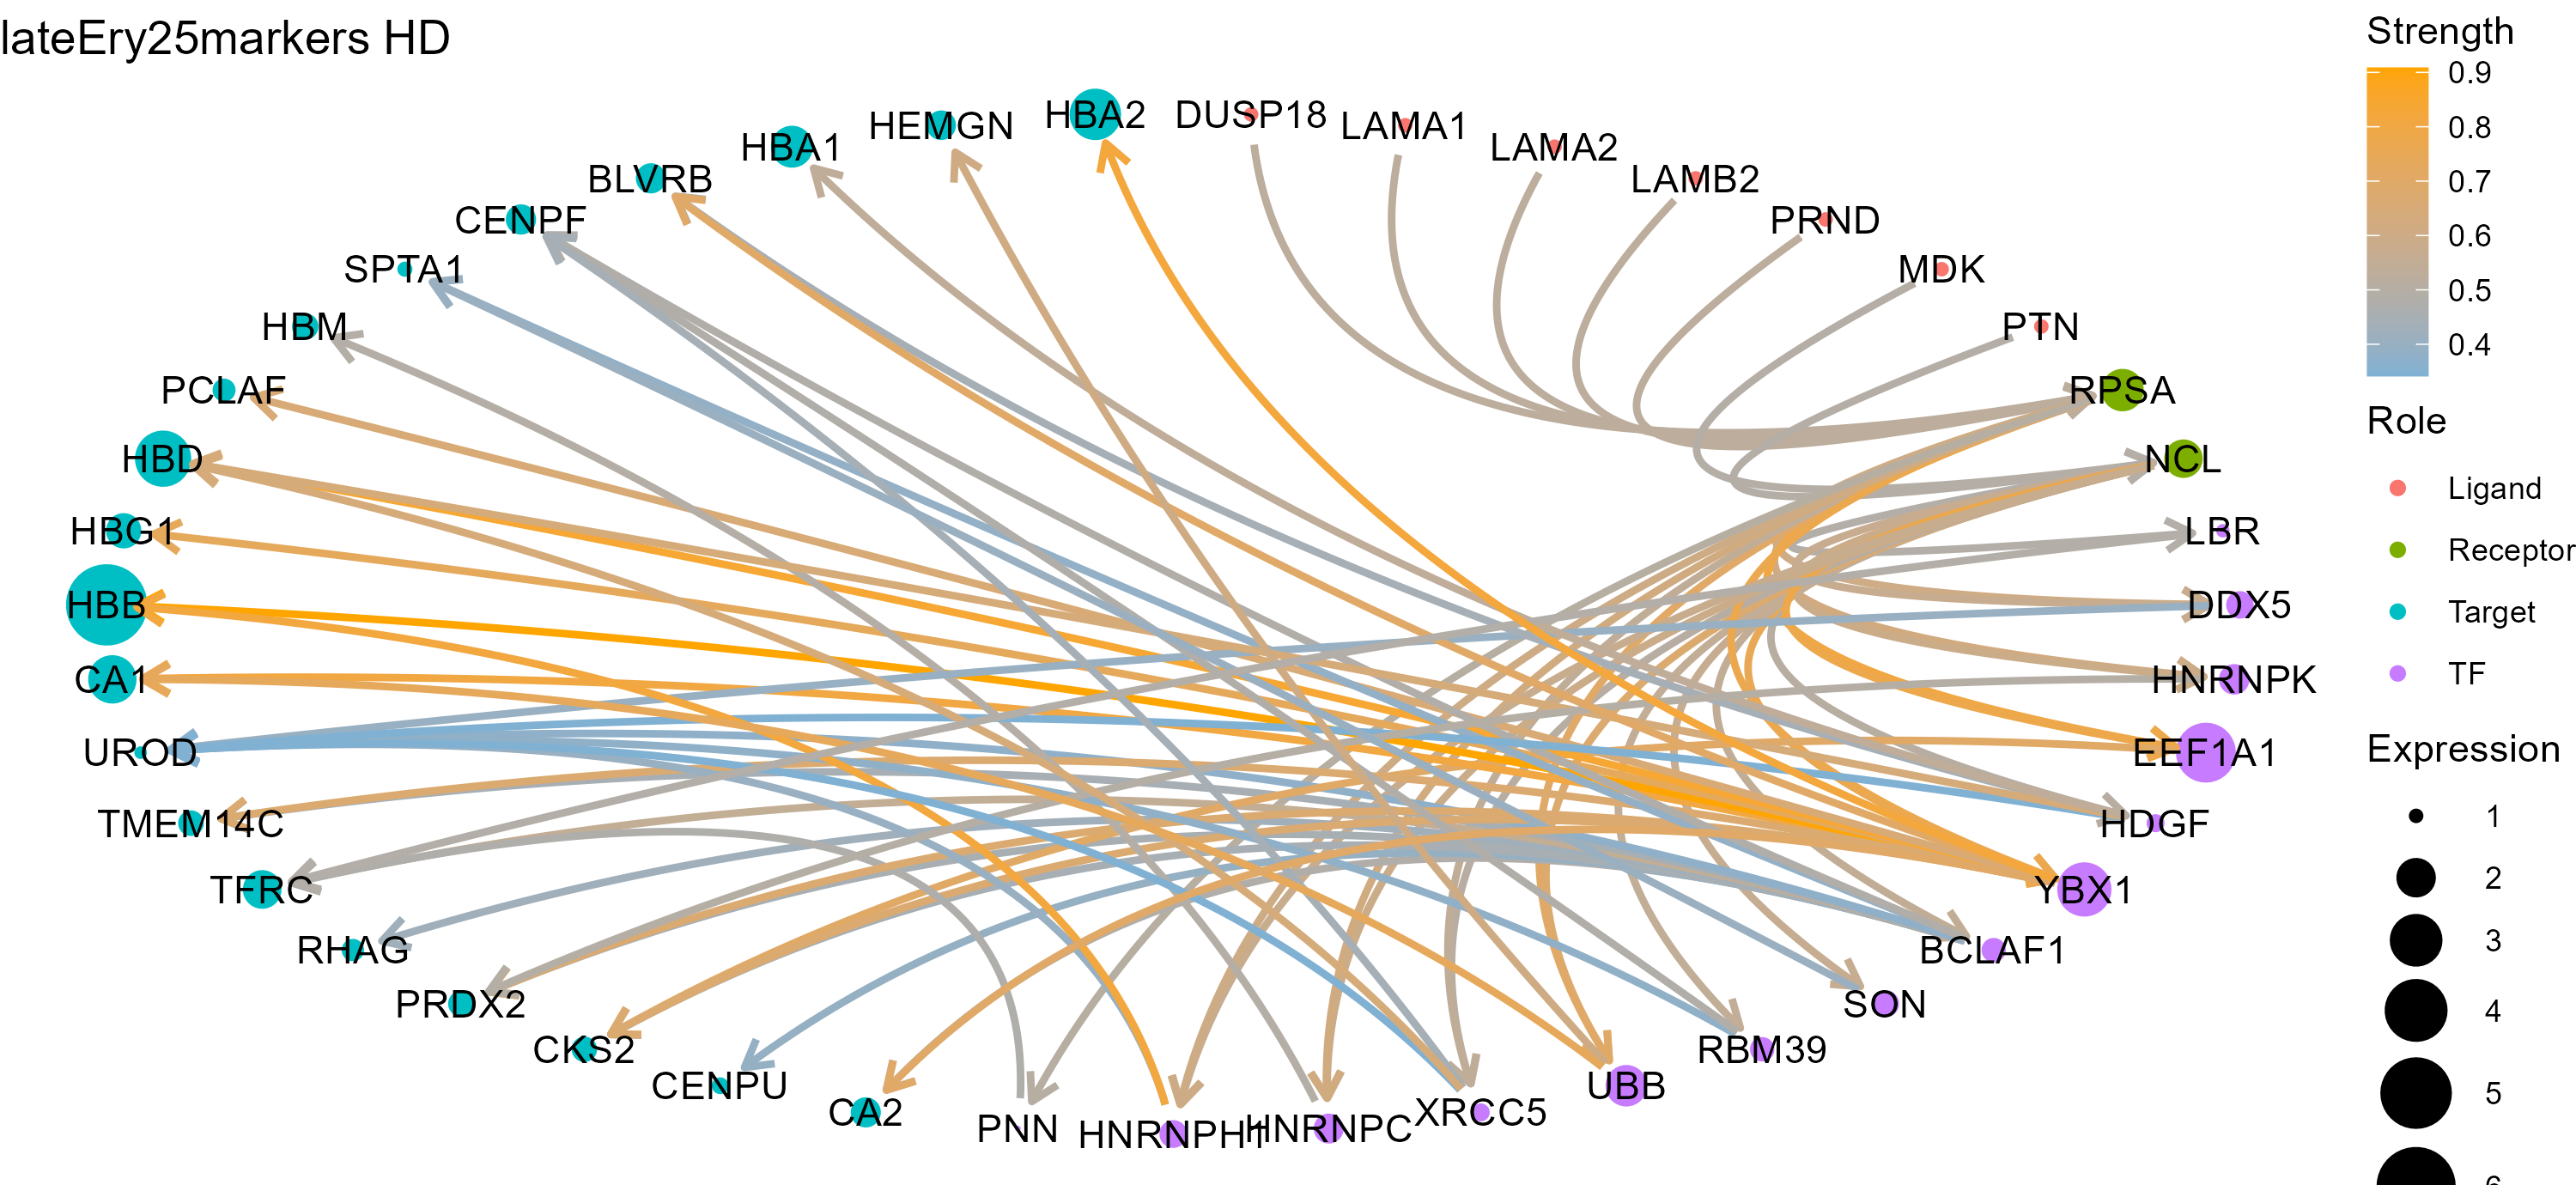 lateEry25markers HD
HBA2
DUSP18
HEMGN
LAMA1
HBA1
LAMA2
BLVRB
LAMB2
CENPF
PRND
SPTA1
MDK
HBM
PTN
PCLAF
RPSA
HBD
NCL
HBG1
LBR
HBB
DDX5
CA1
HNRNPK
UROD
EEF1A1
TMEM14C
HDGF
TFRC
YBX1
RHAG
BCLAF1
PRDX2
SON
CKS2
RBM39
CENPU
UBB
CA2
XRCC5
PNN
HNRNPH1
HNRNPC
Strength
0.9
0.8
0.7
0.6
0.5
0.4
Role
Ligand
Receptor
Target
TF
Expression
1
2
3
4
5